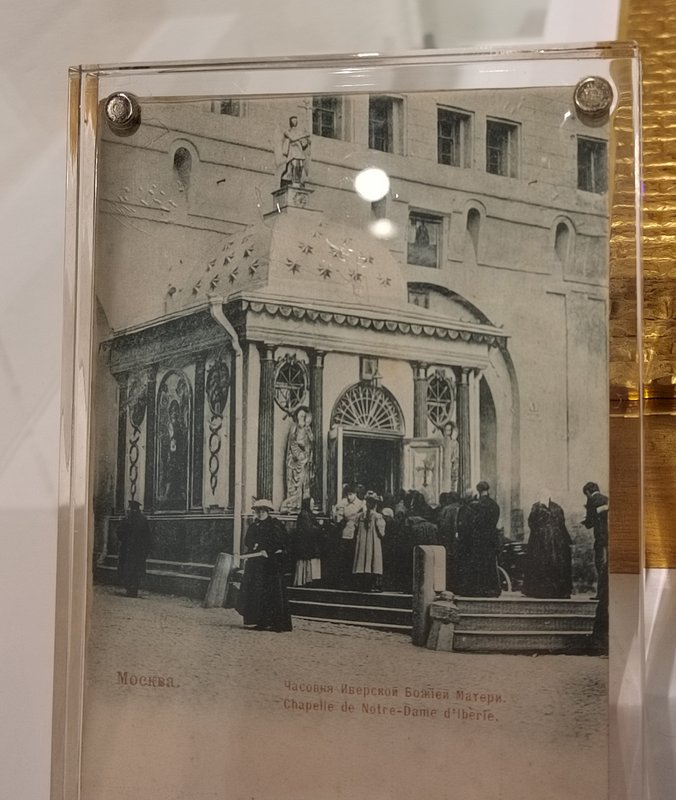 Москва.
Часовня Иверской Божіей Матери.
Chapelle de Notre-Dame d'Ibérie.